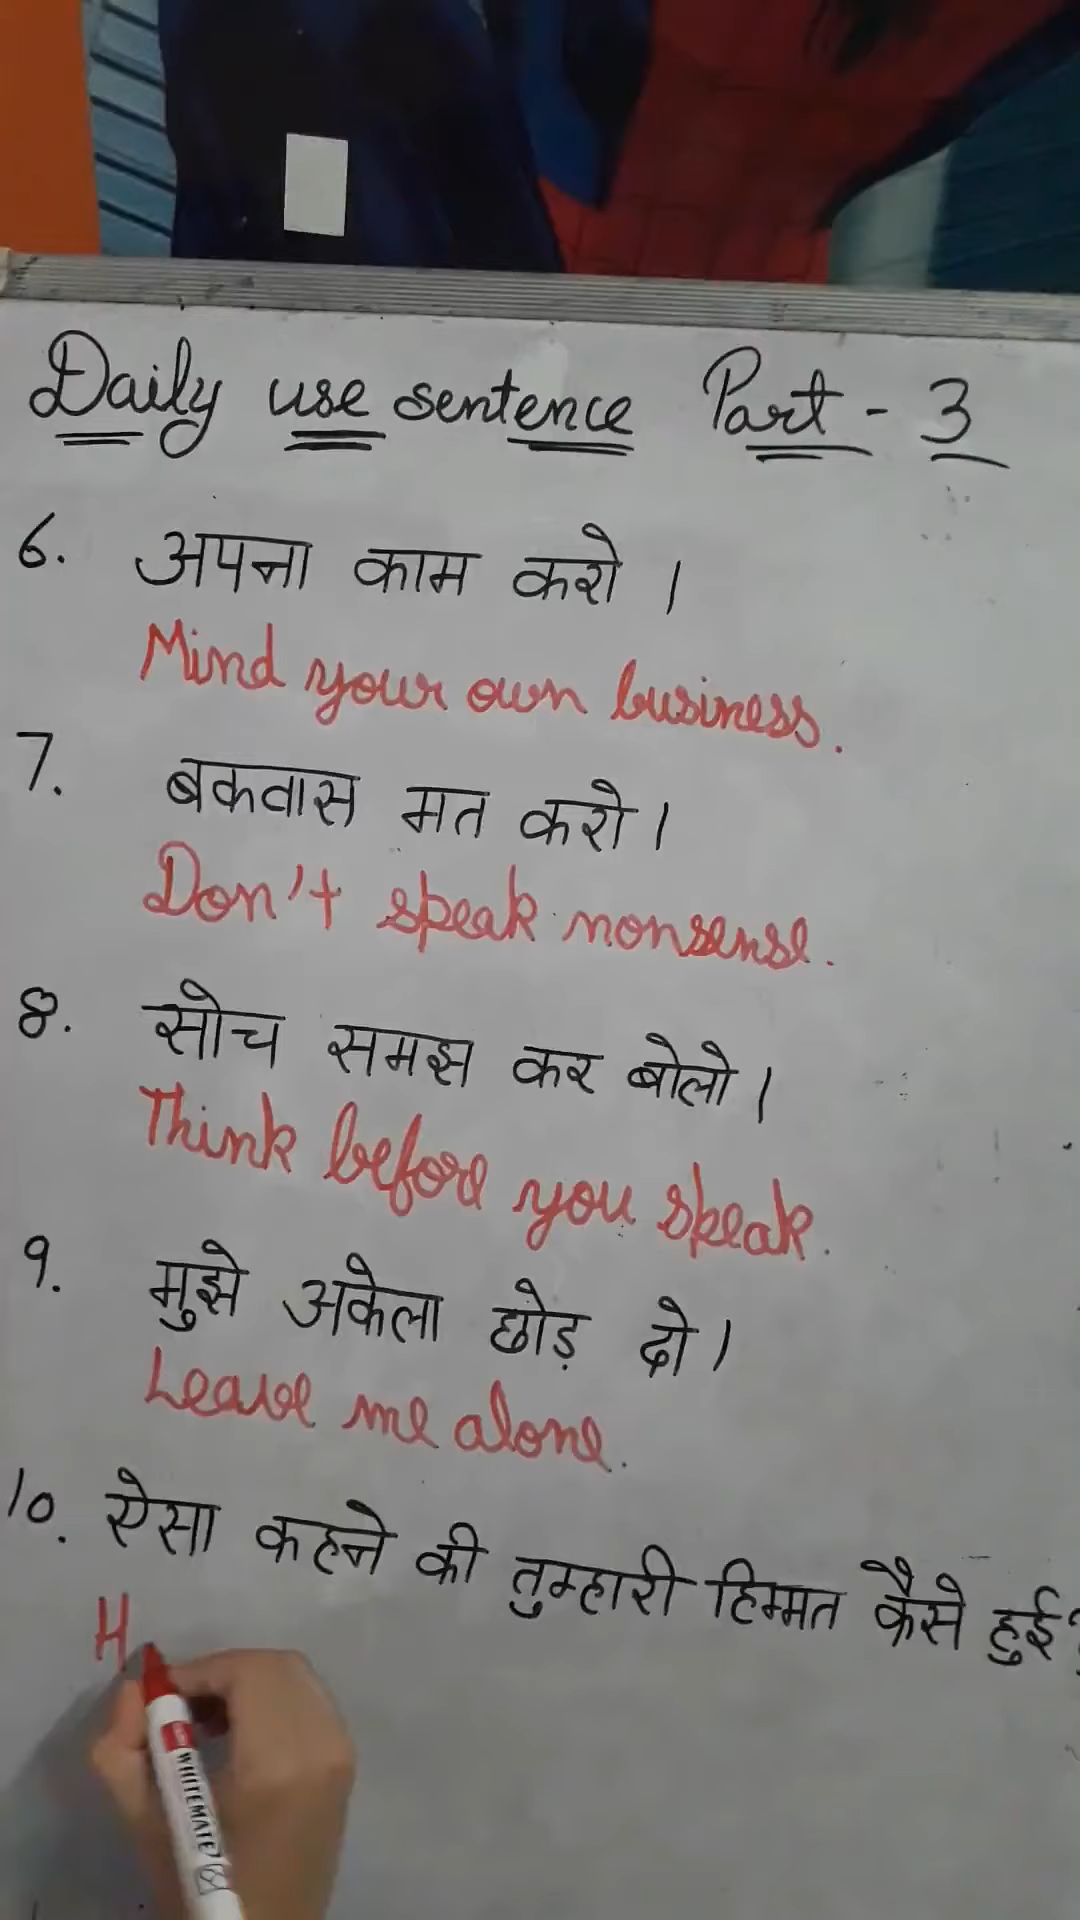 Daily use sentence Part - 3
6. अपना काम करो ।
Mind your own business.
7. बकवास मत करो ।
Don't speak nonsense.
8. सोच समझ कर बोलो ।
Think before you speak.
9. मुझे अकेला छोड़ दो ।
Leave me alone.
10. ऐसा कहने की तुम्हारी हिम्मत कैसे हुई?
H
WHITEMATE